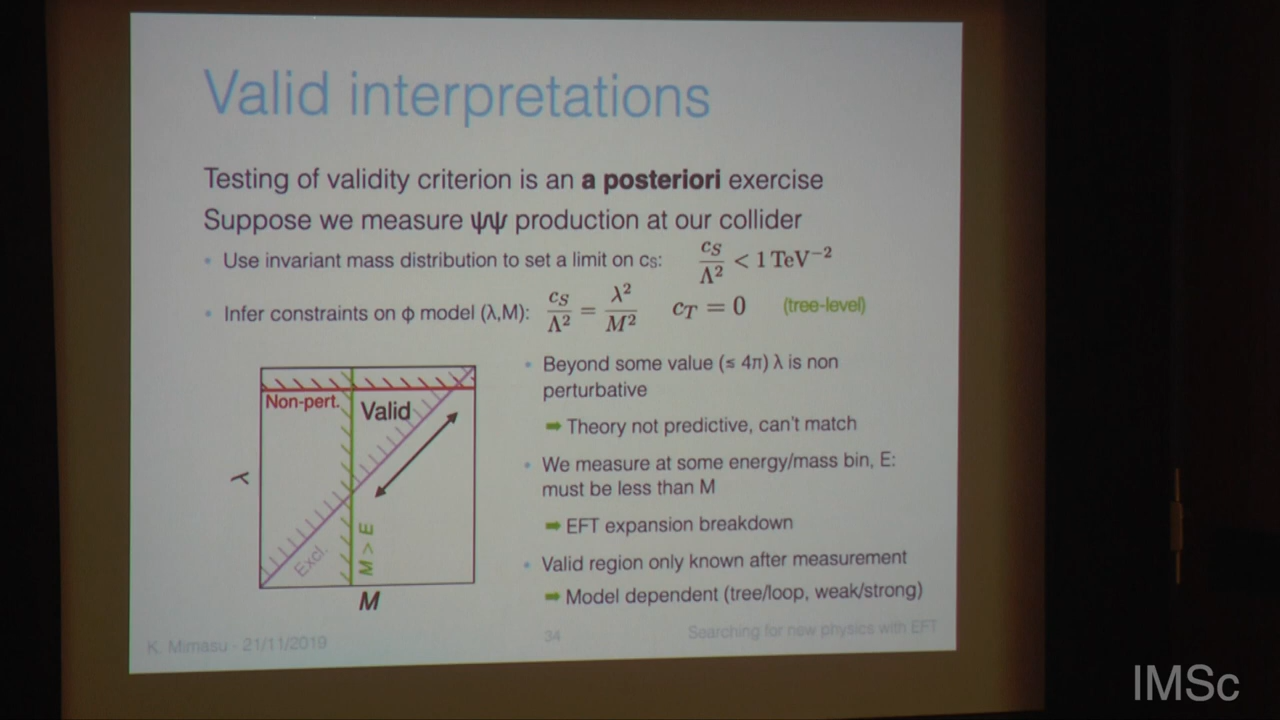 Valid interpretations
Testing of validity criterion is an a posteriori exercise
Suppose we measure ψψ production at our collider
• Use invariant mass distribution to set a limit on cS: cS/Λ² < 1 TeV⁻²
• Infer constraints on ϕ model (λ,M): cS/Λ² = λ²/M² cT = 0 (tree-level)
Non-pert.
Valid
Excl.
M > E
λ
M
• Beyond some value (≤ 4π) λ is non
perturbative
➡ Theory not predictive, can't match
• We measure at some energy/mass bin, E:
must be less than M
➡ EFT expansion breakdown
• Valid region only known after measurement
➡ Model dependent (tree/loop, weak/strong)
K. Mimasu - 21/11/2019
34
Searching for new physics with EFT
IMSc